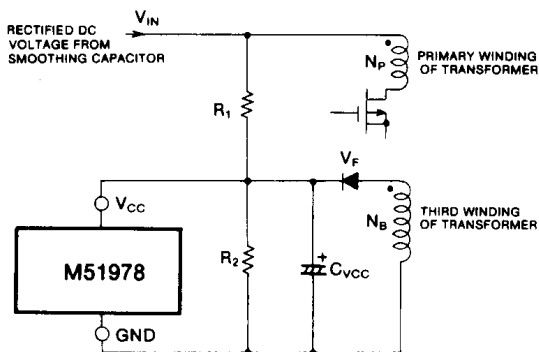 RECTIFIED DC
VOLTAGE FROM
SMOOTHING CAPACITOR
VIN
NP
PRIMARY WINDING
OF TRANSFORMER
R1
VF
VCC
NB
THIRD WINDING
OF TRANSFORMER
M51978
R2
+
CVCC
GND